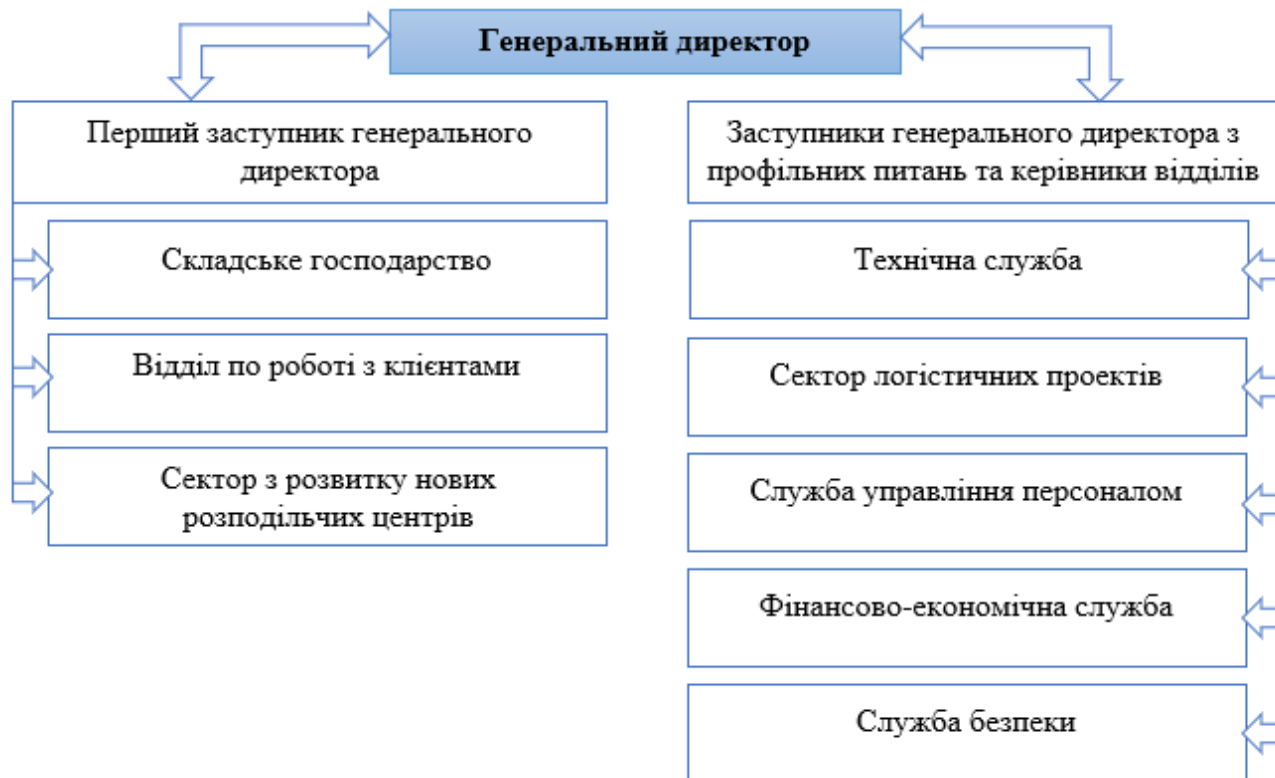 Генеральний директор
Перший заступник генерального
директора
Складське господарство
Відділ по роботі з клієнтами
Сектор з розвитку нових
розподільчих центрів
Заступники генерального директора з
профільних питань та керівники відділів
Технічна служба
Сектор логістичних проектів
Служба управління персоналом
Фінансово-економічна служба
Служба безпеки